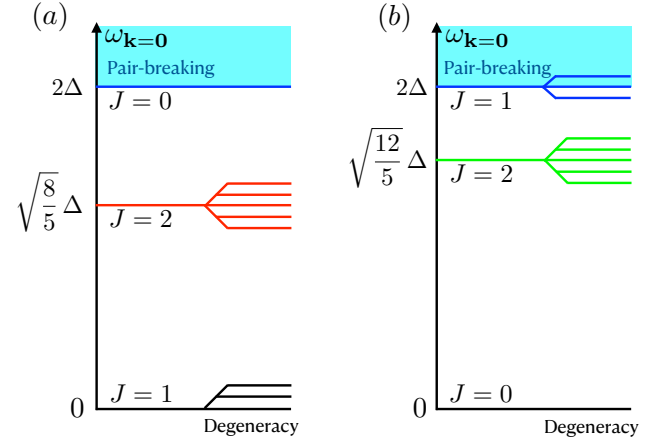 (a)
ω_{k=0}
Pair-breaking
2Δ
J = 0
√(8/5) Δ
J = 2
J = 1
0
Degeneracy
(b)
ω_{k=0}
Pair-breaking
2Δ
J = 1
√(12/5) Δ
J = 2
J = 0
0
Degeneracy